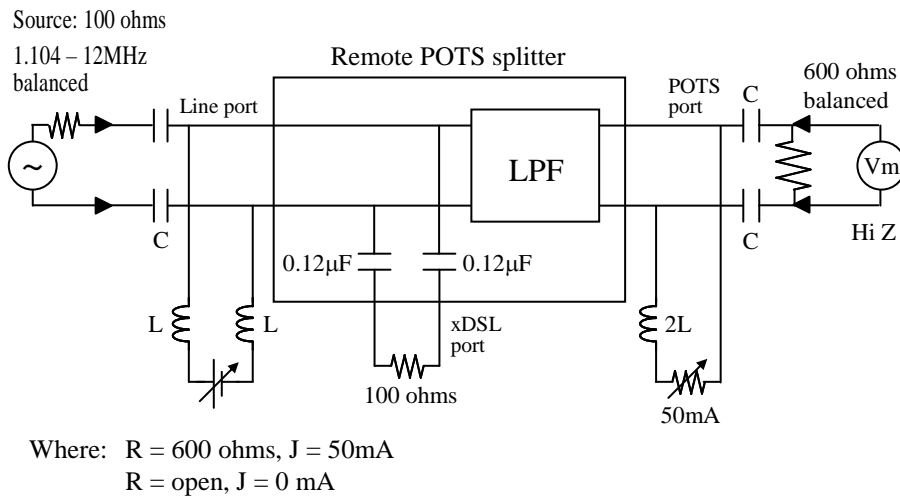 Source: 100 ohms
1.104 – 12MHz
balanced
Remote POTS splitter
Line port
POTS
port
C
600 ohms
balanced
~
LPF
Vm
C
C
Hi Z
0.12μF
0.12μF
L
L
xDSL
port
2L
100 ohms
50mA
Where: R = 600 ohms, J = 50mA
R = open, J = 0 mA